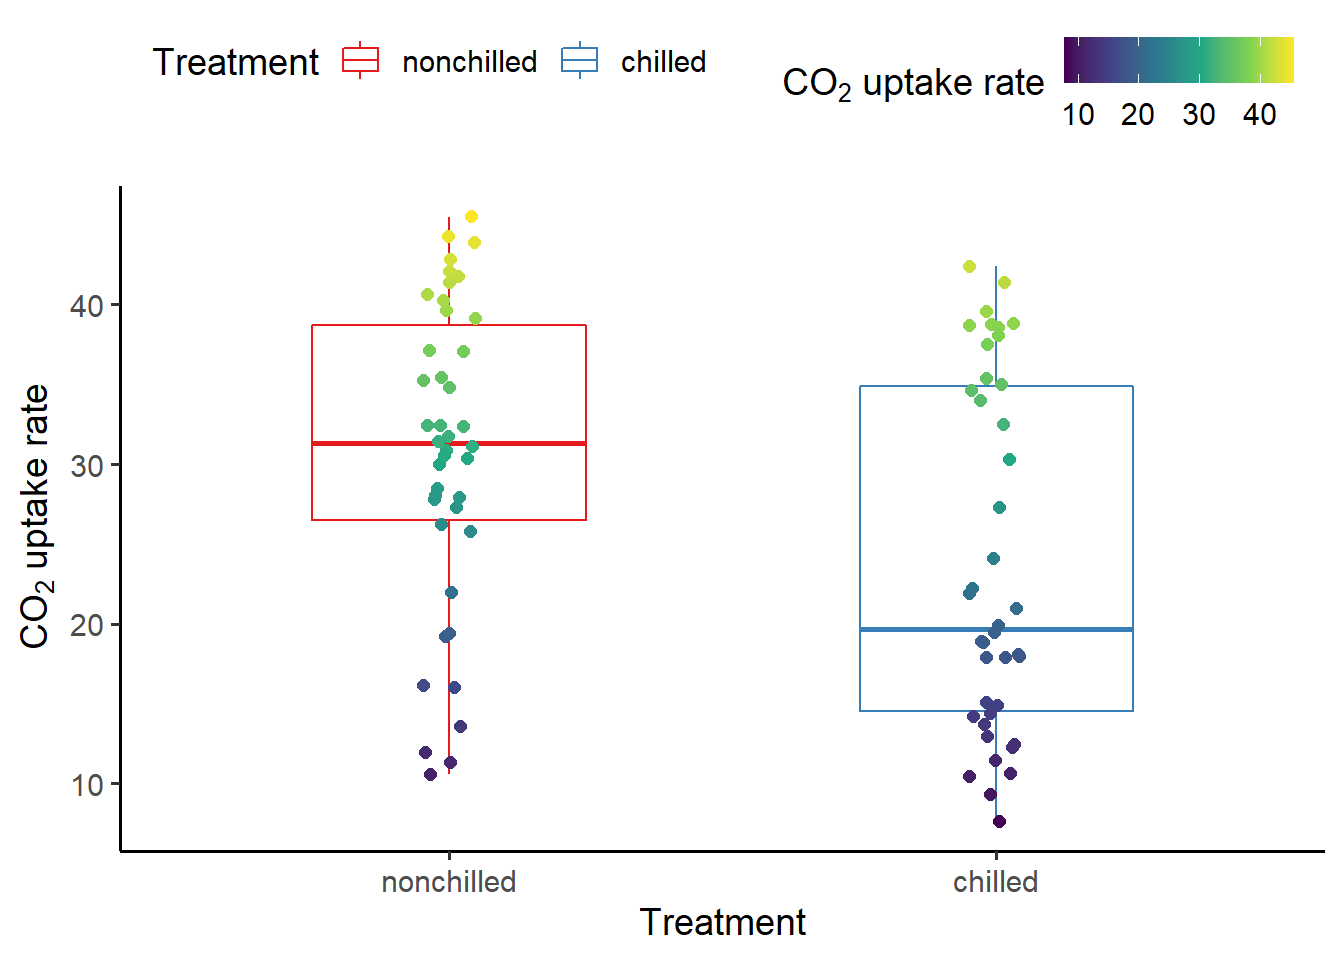 Treatment nonchilled chilled
CO₂ uptake rate
10 20 30 40
CO₂ uptake rate
40
30
20
10
nonchilled chilled
Treatment